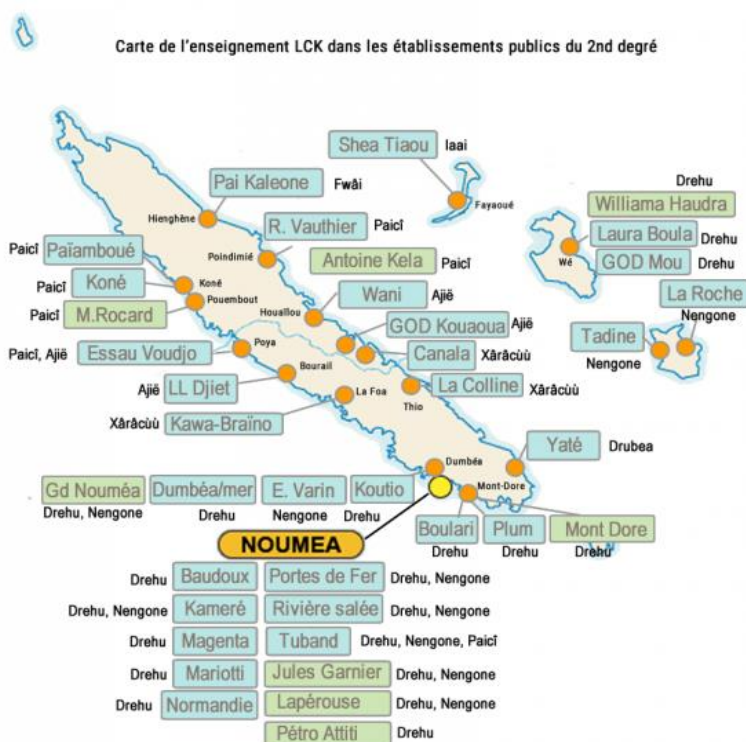 Carte de l'enseignement LCK dans les établissements publics du 2nd degré
Shea Tiaou Iaai
Fayaoué
Pai Kaleone Fwâi
Hienghène
R. Vauthier Paicî
Poindimié
Drehu
Williama Haudra
Laura Boula Drehu
Wé
GOD Mou Drehu
Paicî Païamboué
Antoine Kela Paicî
Paicî Koné
Koné
Pouembout
Paicî M.Rocard
Wani Ajië
Houaïlou
La Roche
Nengone
Tadine
Nengone
GOD Kouaoua Ajië
Paicî, Ajië Essau Voudjo
Poya
Canala Xârâcùù
Ajië LL Djiet
Bourail
La Colline Xârâcùù
Thio
Xârâcùù Kawa-Braïno
La Foa
Yaté Drubea
Dumbéa
Mont-Dore
Gd Nouméa Dumbéa/mer E. Varin Koutio
Drehu, Nengone Drehu Nengone Drehu
Boulari Plum Mont Dore
Drehu Drehu Drehu
NOUMEA
Drehu Baudoux Portes de Fer Drehu, Nengone
Drehu, Nengone Kameré Rivière salée Drehu, Nengone
Drehu Magenta Tuband Drehu, Nengone, Paicî
Drehu Mariotti Jules Garnier Drehu, Nengone
Drehu Normandie Lapérouse Drehu, Nengone
Pétro Attiti Drehu